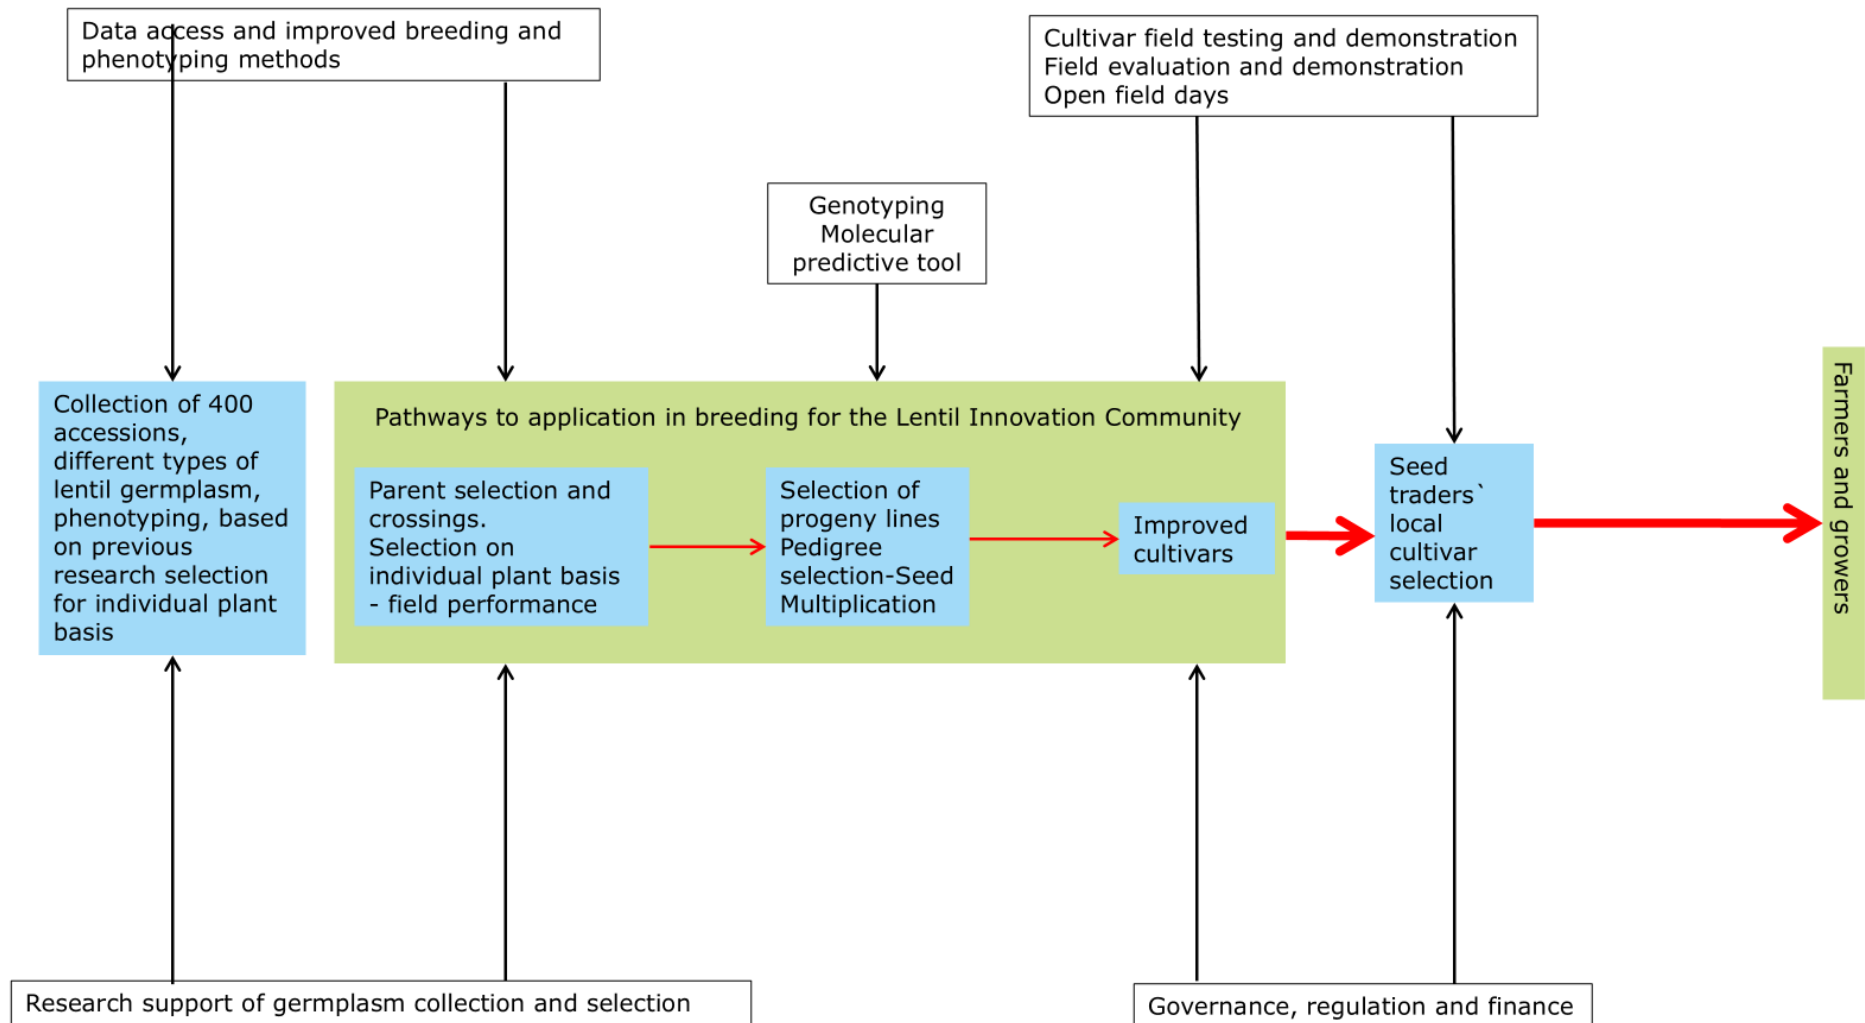 Data access and improved breeding and
phenotyping methods
Cultivar field testing and demonstration
Field evaluation and demonstration
Open field days
Genotyping
Molecular
predictive tool
Collection of 400
accessions,
different types of
lentil germplasm,
phenotyping, based
on previous
research selection
for individual plant
basis
Pathways to application in breeding for the Lentil Innovation Community
Parent selection and
crossings.
Selection on
individual plant basis
- field performance
Selection of
progeny lines
Pedigree
selection-Seed
Multiplication
Improved
cultivars
Seed
traders`
local
cultivar
selection
Farmers and growers
Research support of germplasm collection and selection
Governance, regulation and finance